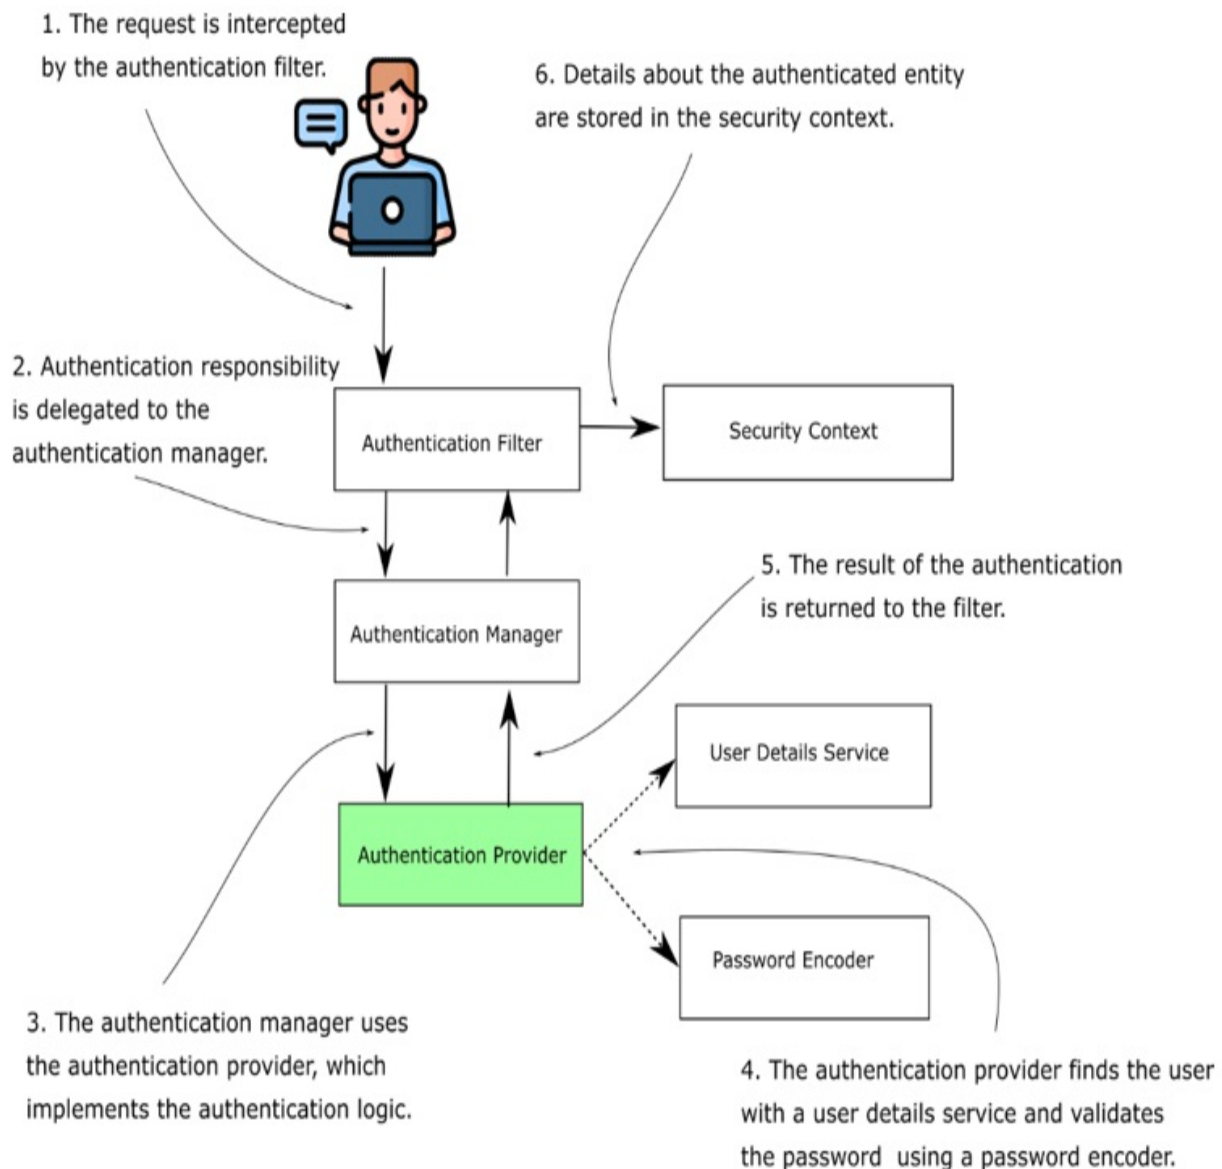 1. The request is intercepted
by the authentication filter.
6. Details about the authenticated entity
are stored in the security context.
2. Authentication responsibility
is delegated to the
authentication manager.
Authentication Filter
Security Context
5. The result of the authentication
is returned to the filter.
Authentication Manager
User Details Service
Authentication Provider
Password Encoder
3. The authentication manager uses
the authentication provider, which
implements the authentication logic.
4. The authentication provider finds the user
with a user details service and validates
the password using a password encoder.